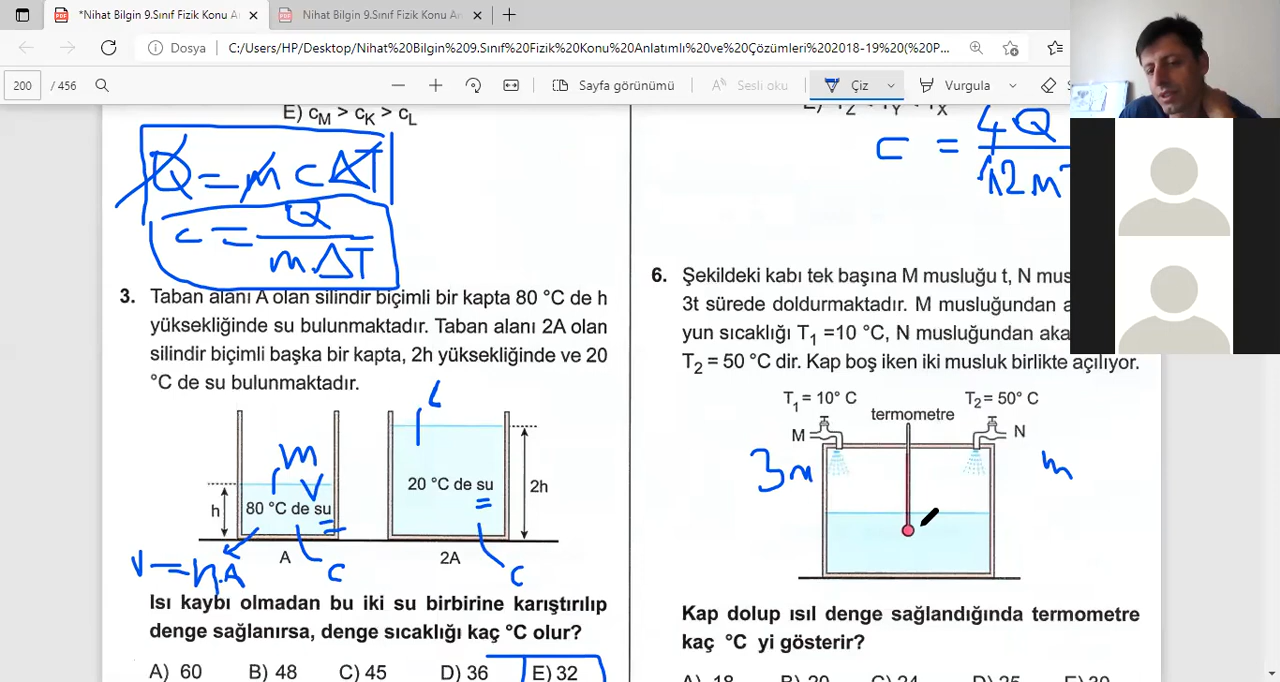 *Nihat Bilgin 9.Sınıf Fizik Konu A
Nihat Bilgin 9.Sınıf Fizik Konu An
Dosya
C:/Users/HP/Desktop/Nihat%20Bilgin%209.Sınıf%20Fizik%20Konu%20Anlatımlı%20ve%20Çözümleri%202018-19%20(%20P...
200 / 456
Sayfa görünümü
Sesli oku
Çiz
Vurgula
E) cM > cK > cL
Q = m c ΔT
c = Q / m ΔT
3. Taban alanı A olan silindir biçimli bir kapta 80 °C de h
yüksekliğinde su bulunmaktadır. Taban alanı 2A olan
silindir biçimli başka bir kapta, 2h yüksekliğinde ve 20
°C de su bulunmaktadır.
m
V
h
80 °C de su
A
V = h.A
c
20 °C de su
2h
2A
c
Isı kaybı olmadan bu iki su birbirine karıştırılıp
denge sağlanırsa, denge sıcaklığı kaç °C olur?
A) 60 B) 48 C) 45 D) 36 E) 32
c = 4Q / 12m
6. Şekildeki kabı tek başına M musluğu t, N mus
3t sürede doldurmaktadır. M musluğundan a
yun sıcaklığı T1 =10 °C, N musluğundan aka
T2 = 50 °C dir. Kap boş iken iki musluk birlikte açılıyor.
T1 = 10° C
termometre
T2= 50° C
M
N
3m
m
Kap dolup ısıl denge sağlandığında termometre
kaç °C yi gösterir?